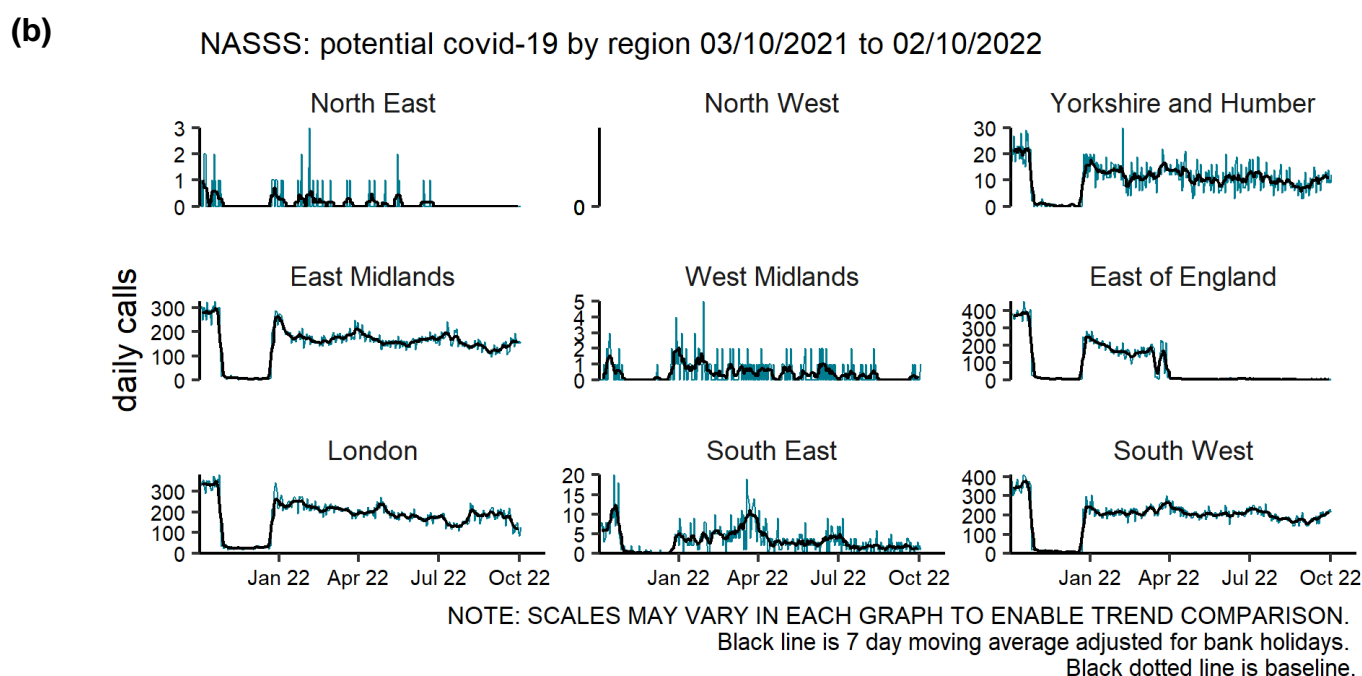 (b)
NASSS: potential covid-19 by region 03/10/2021 to 02/10/2022
daily calls
North East
3
2
1
0
North West
0
Yorkshire and Humber
30
20
10
0
East Midlands
300
200
100
0
West Midlands
5
4
3
2
1
0
East of England
400
300
200
100
0
London
300
200
100
0
Jan 22 Apr 22 Jul 22 Oct 22
South East
20
15
10
5
0
Jan 22 Apr 22 Jul 22 Oct 22
South West
400
300
200
100
0
Jan 22 Apr 22 Jul 22 Oct 22
NOTE: SCALES MAY VARY IN EACH GRAPH TO ENABLE TREND COMPARISON.
Black line is 7 day moving average adjusted for bank holidays.
Black dotted line is baseline.